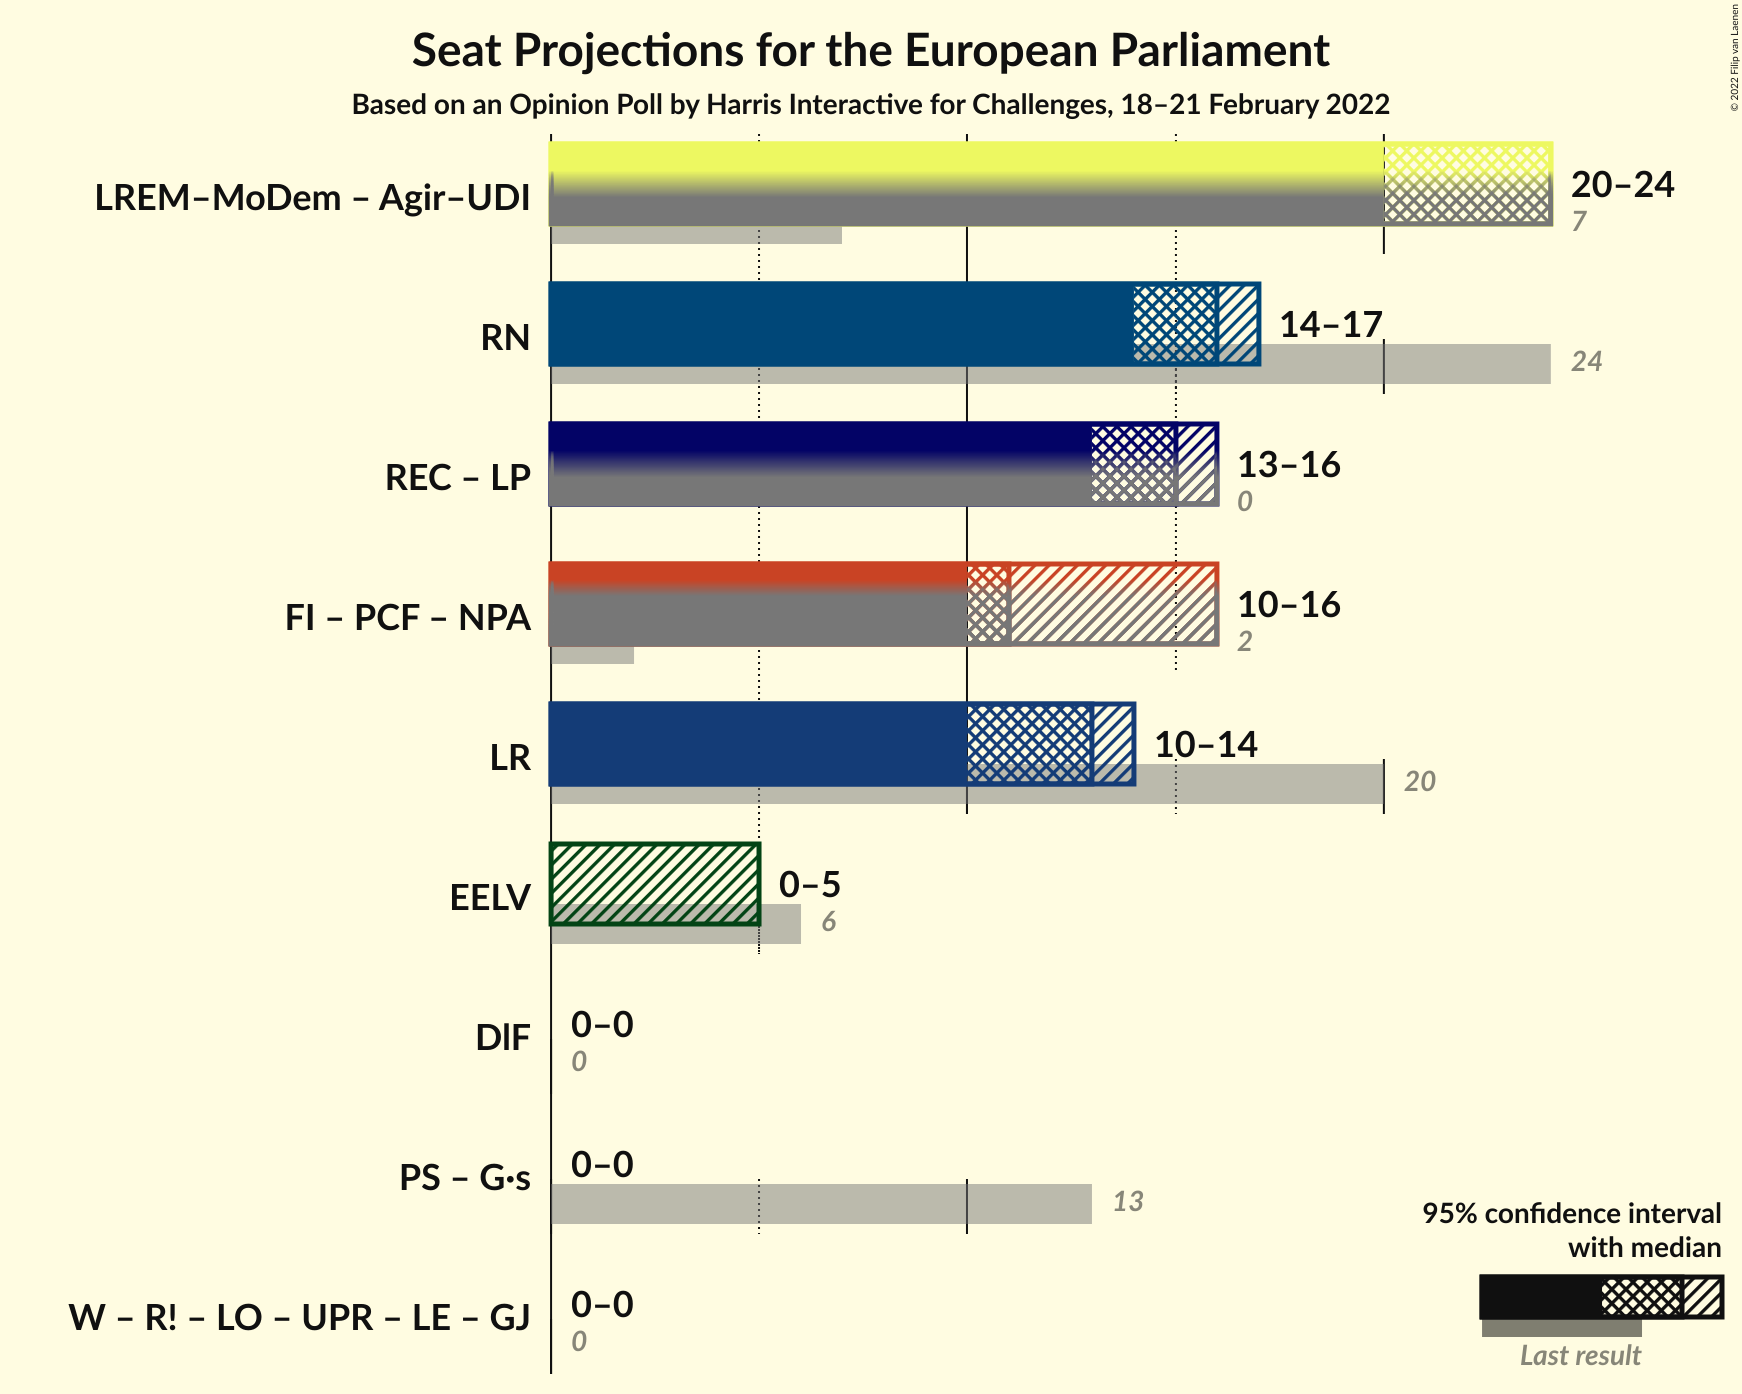 Seat Projections for the European Parliament
Based on an Opinion Poll by Harris Interactive for Challenges, 18–21 February 2022
© 2022 Filip van Laenen
LREM–MoDem – Agir–UDI
20–24
7
RN
14–17
24
REC – LP
13–16
0
FI – PCF – NPA
10–16
2
LR
10–14
20
EELV
0–5
6
DlF
0–0
0
PS – G·s
0–0
13
W – R! – LO – UPR – LE – GJ
0–0
0
95% confidence interval
with median
Last result